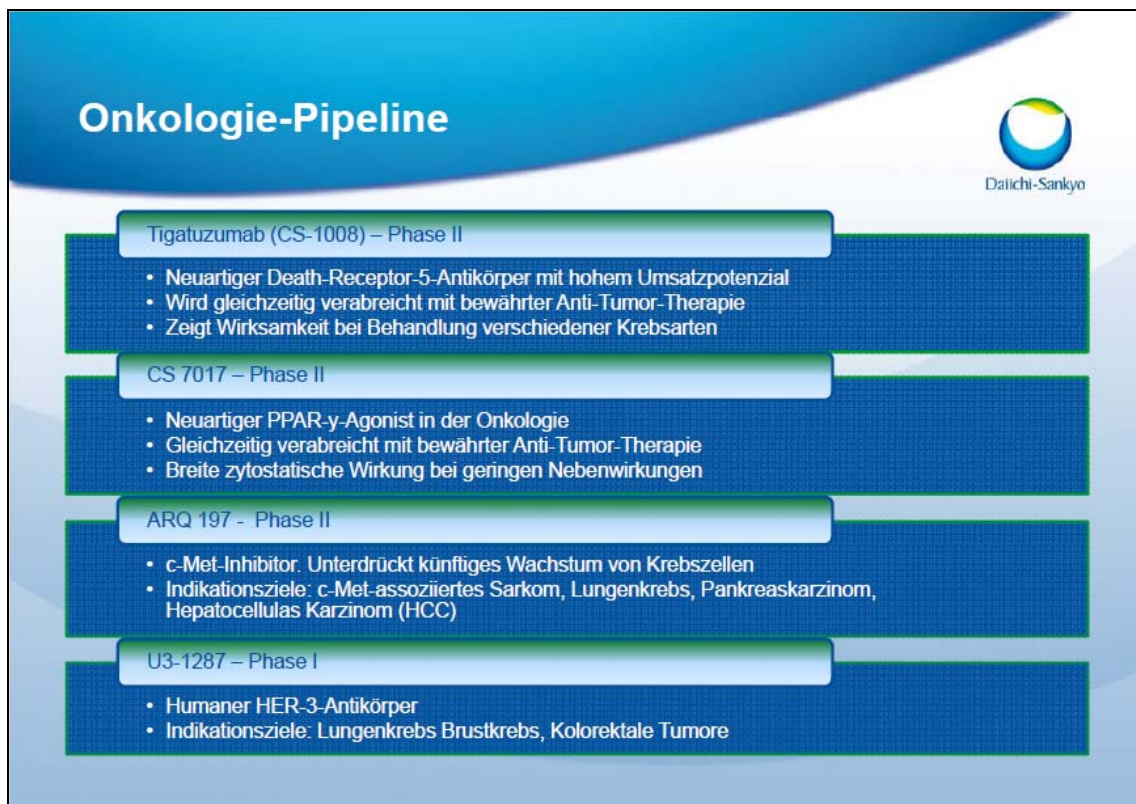 Onkologie-Pipeline
Daiichi-Sankyo
Tigatuzumab (CS-1008) – Phase II
• Neuartiger Death-Receptor-5-Antikörper mit hohem Umsatzpotenzial
• Wird gleichzeitig verabreicht mit bewährter Anti-Tumor-Therapie
• Zeigt Wirksamkeit bei Behandlung verschiedener Krebsarten
CS 7017 – Phase II
• Neuartiger PPAR-y-Agonist in der Onkologie
• Gleichzeitig verabreicht mit bewährter Anti-Tumor-Therapie
• Breite zytostatische Wirkung bei geringen Nebenwirkungen
ARQ 197 - Phase II
• c-Met-Inhibitor. Unterdrückt künftiges Wachstum von Krebszellen
• Indikationsziele: c-Met-assoziiertes Sarkom, Lungenkrebs, Pankreaskarzinom,
Hepatocellulas Karzinom (HCC)
U3-1287 – Phase I
• Humaner HER-3-Antikörper
• Indikationsziele: Lungenkrebs Brustkrebs, Kolorektale Tumore